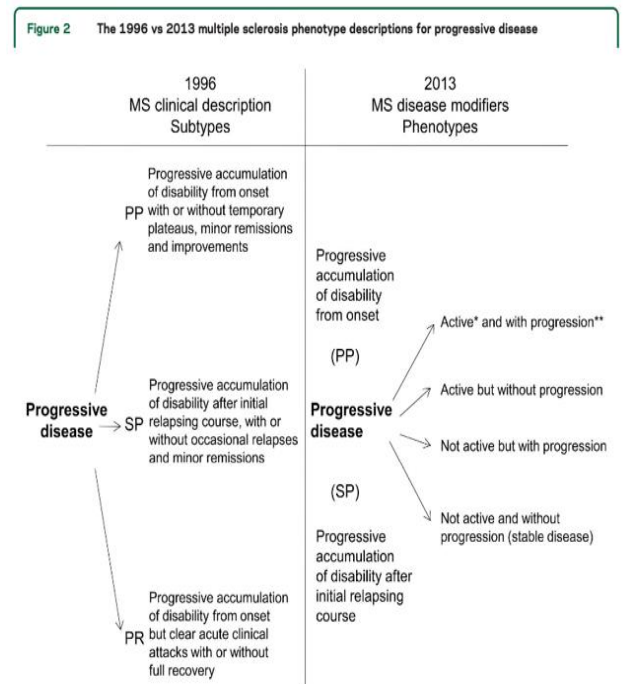 Figure 2 The 1996 vs 2013 multiple sclerosis phenotype descriptions for progressive disease
1996
MS clinical description
Subtypes
2013
MS disease modifiers
Phenotypes
Progressive disease
PP
Progressive accumulation
of disability from onset
with or without temporary
plateaus, minor remissions
and improvements
SP
Progressive accumulation
of disability after initial
relapsing course, with or
without occasional relapses
and minor remissions
PR
Progressive accumulation
of disability from onset
but clear acute clinical
attacks with or without
full recovery
Progressive
accumulation
of disability
from onset
(PP)
Progressive
disease
(SP)
Progressive
accumulation
of disability after
initial relapsing
course
Active* and with progression**
Active but without progression
Not active but with progression
Not active and without
progression (stable disease)